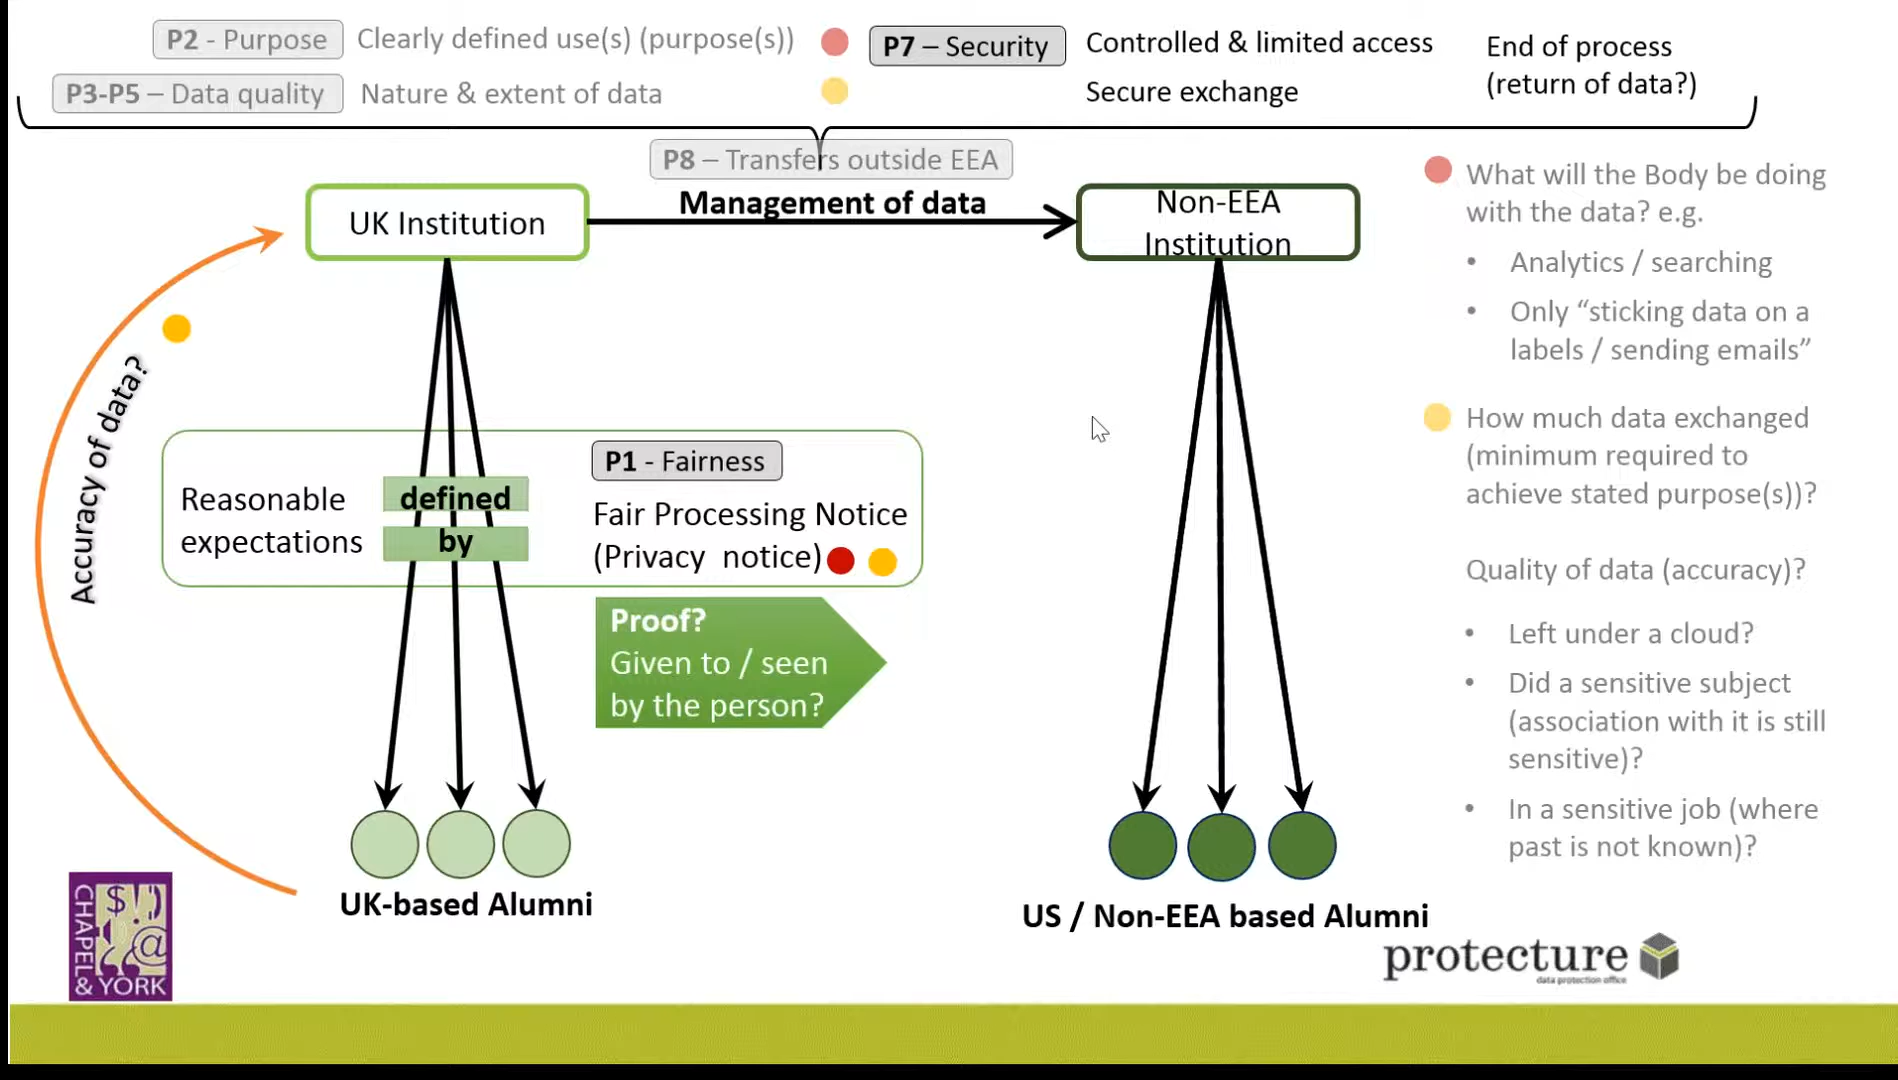 P2 - Purpose
Clearly defined use(s) (purpose(s))
P7 – Security
Controlled & limited access
End of process
(return of data?)
P3-P5 – Data quality
Nature & extent of data
Secure exchange
P8 – Transfers outside EEA
Management of data
UK Institution
Non-EEA
Institution
What will the Body be doing
with the data? e.g.
• Analytics / searching
• Only “sticking data on a
labels / sending emails”
How much data exchanged
(minimum required to
achieve stated purpose(s))?
Quality of data (accuracy)?
• Left under a cloud?
• Did a sensitive subject
(association with it is still
sensitive)?
• In a sensitive job (where
past is not known)?
Accuracy of data?
Reasonable
expectations
defined
by
P1 - Fairness
Fair Processing Notice
(Privacy notice)
Proof?
Given to / seen
by the person?
UK-based Alumni
US / Non-EEA based Alumni
CHAPEL
& YORK
protecture
data protection office